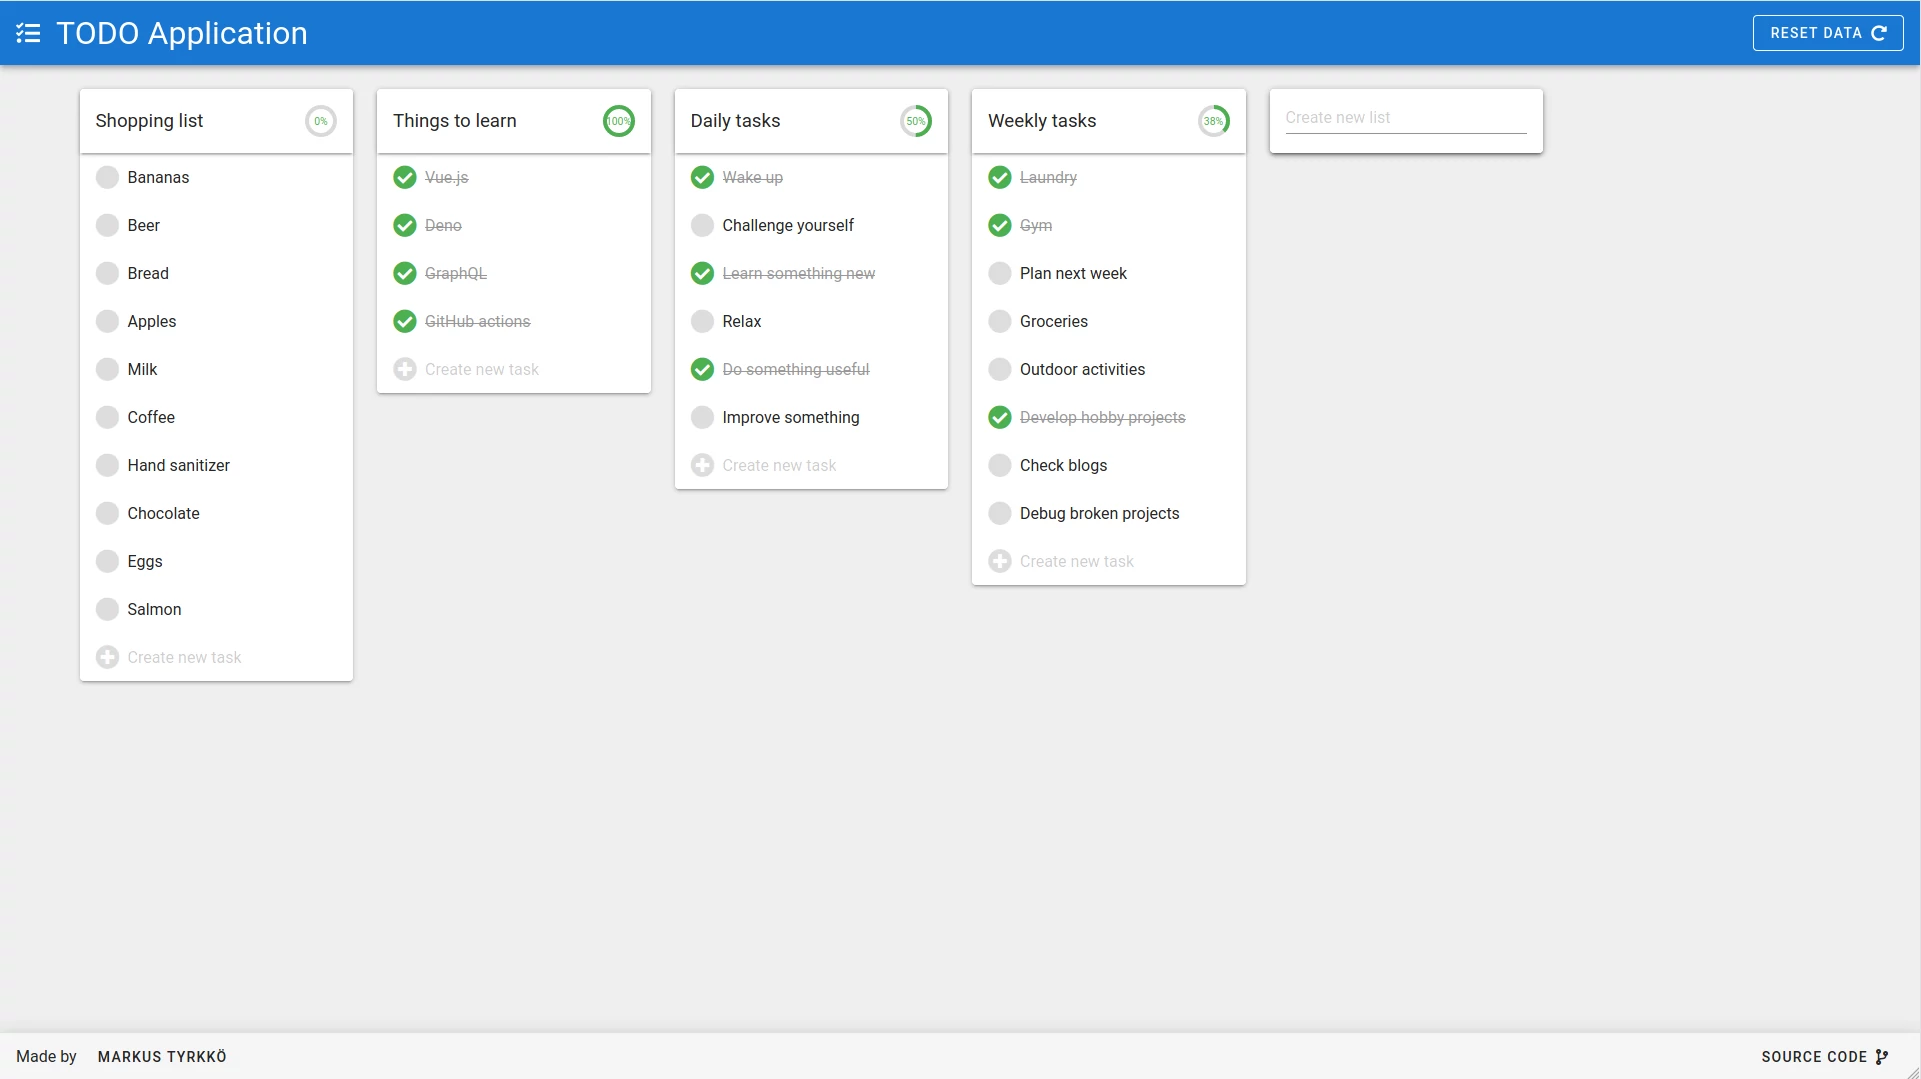 TODO Application
RESET DATA
Shopping list
0%
Bananas
Beer
Bread
Apples
Milk
Coffee
Hand sanitizer
Chocolate
Eggs
Salmon
Create new task
Things to learn
100%
Vue.js
Deno
GraphQL
GitHub actions
Create new task
Daily tasks
50%
Wake up
Challenge yourself
Learn something new
Relax
Do something useful
Improve something
Create new task
Weekly tasks
38%
Laundry
Gym
Plan next week
Groceries
Outdoor activities
Develop hobby projects
Check blogs
Debug broken projects
Create new task
Create new list
Made by MARKUS TYRKKÖ
SOURCE CODE